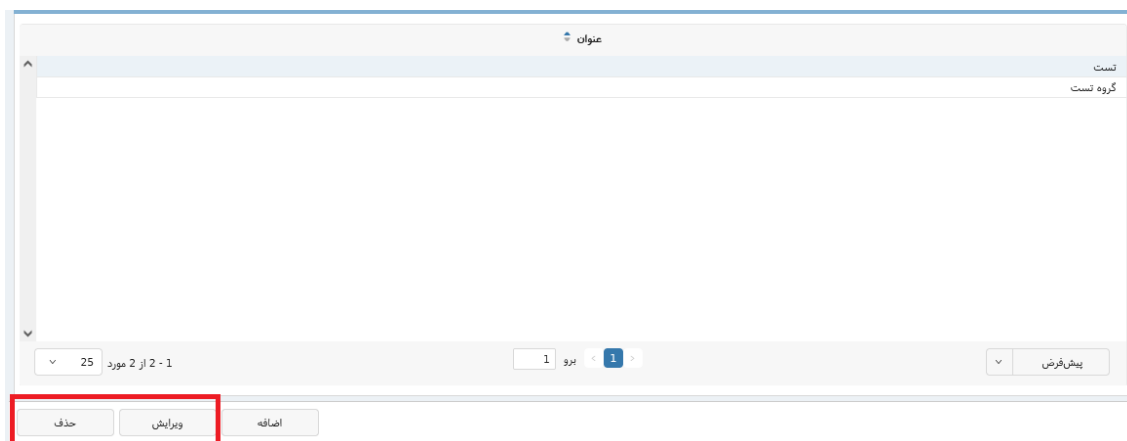 عنوان
تست
گروه تست
پیش‌فرض
1 برو 1
1 - 2 از 2 مورد 25
اضافه ویرایش حذف